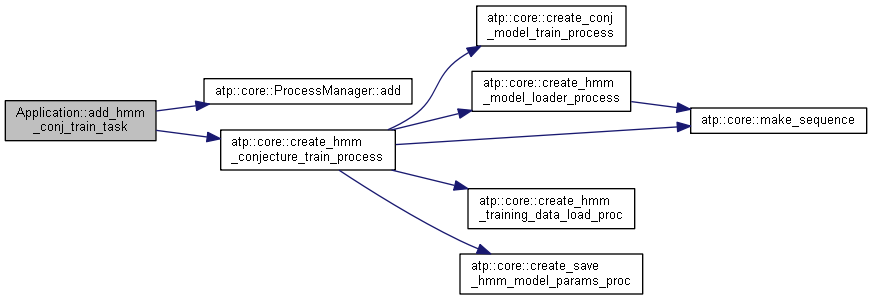 Application::add_hmm
_conj_train_task
atp::core::ProcessManager::add
atp::core::create_hmm
_conjecture_train_process
atp::core::create_conj
_model_train_process
atp::core::create_hmm
_model_loader_process
atp::core::make_sequence
atp::core::create_hmm
_training_data_load_proc
atp::core::create_save
_hmm_model_params_proc